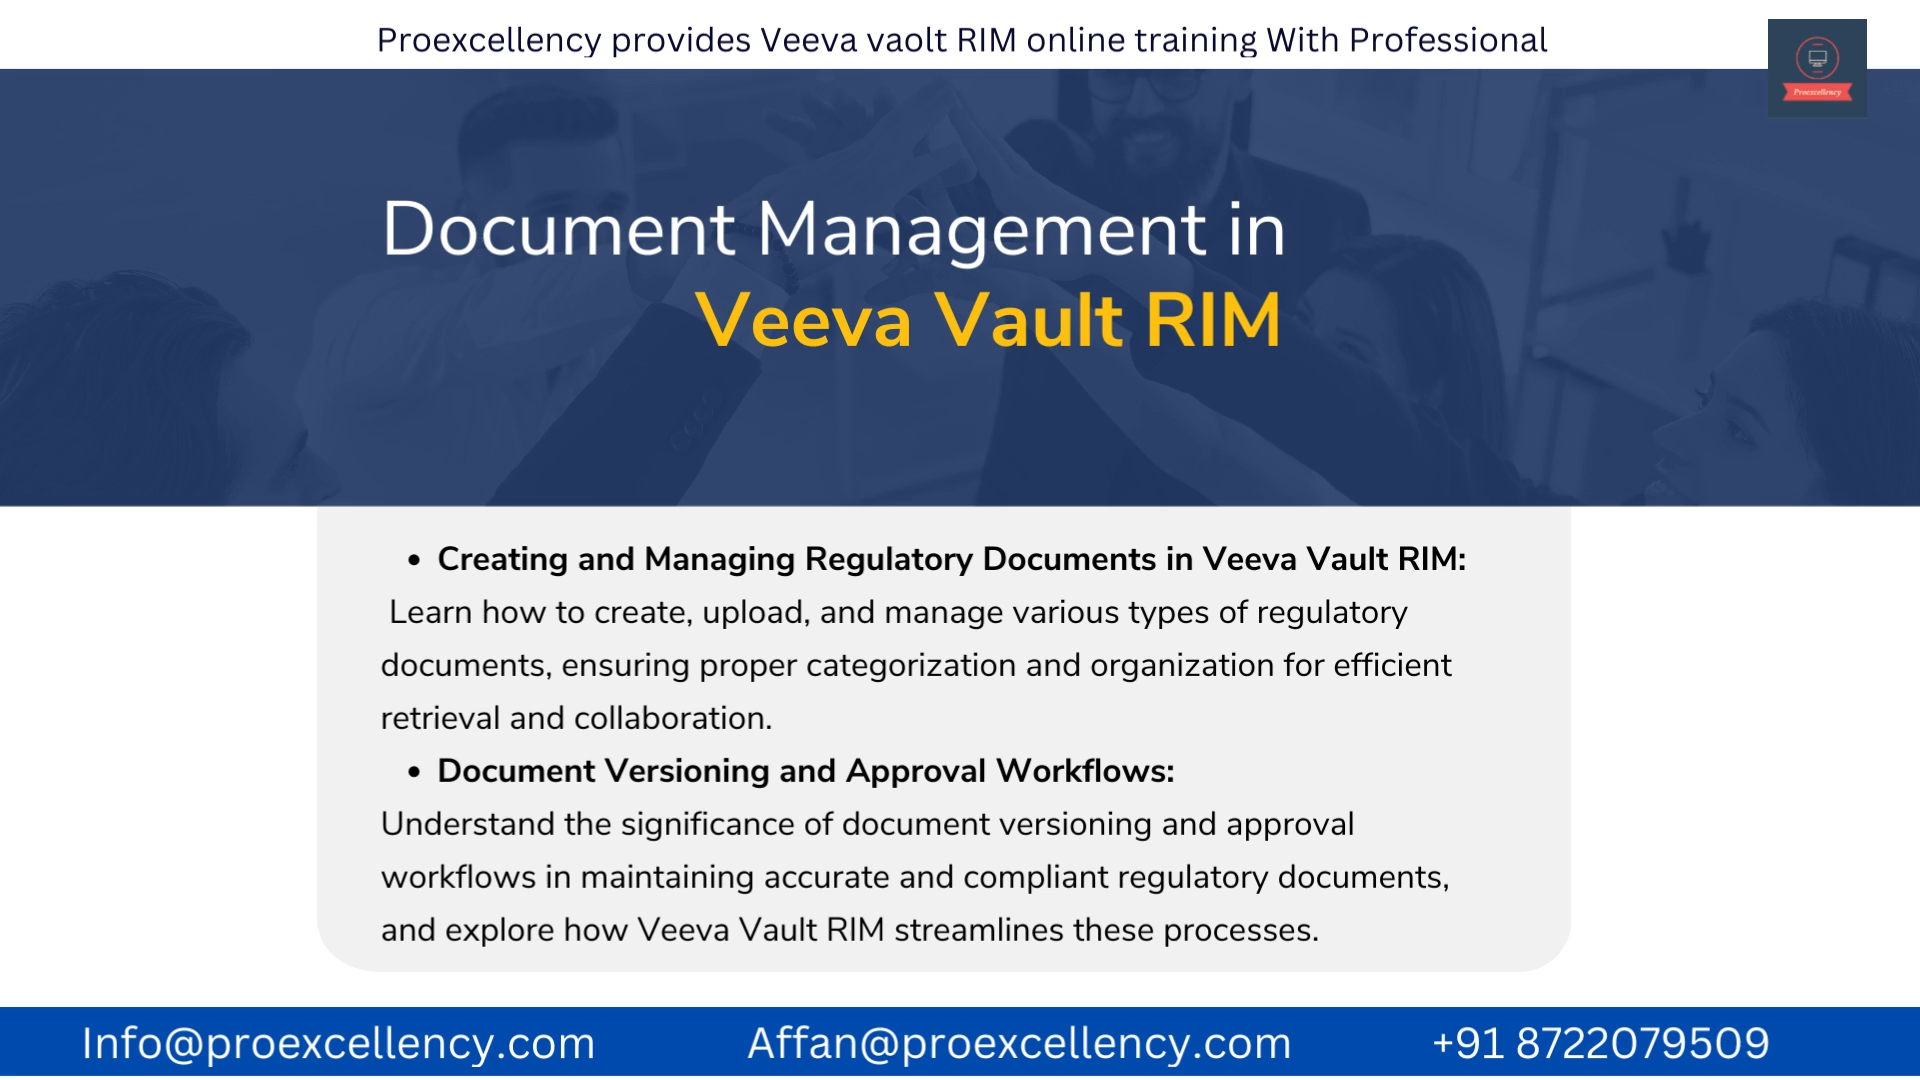 Proexcellency provides Veeva vaolt RIM online training With Professional
Proexcellency
Document Management in
Veeva Vault RIM
• Creating and Managing Regulatory Documents in Veeva Vault RIM:
Learn how to create, upload, and manage various types of regulatory
documents, ensuring proper categorization and organization for efficient
retrieval and collaboration.
• Document Versioning and Approval Workflows:
Understand the significance of document versioning and approval
workflows in maintaining accurate and compliant regulatory documents,
and explore how Veeva Vault RIM streamlines these processes.
Info@proexcellency.com
Affan@proexcellency.com
+91 8722079509